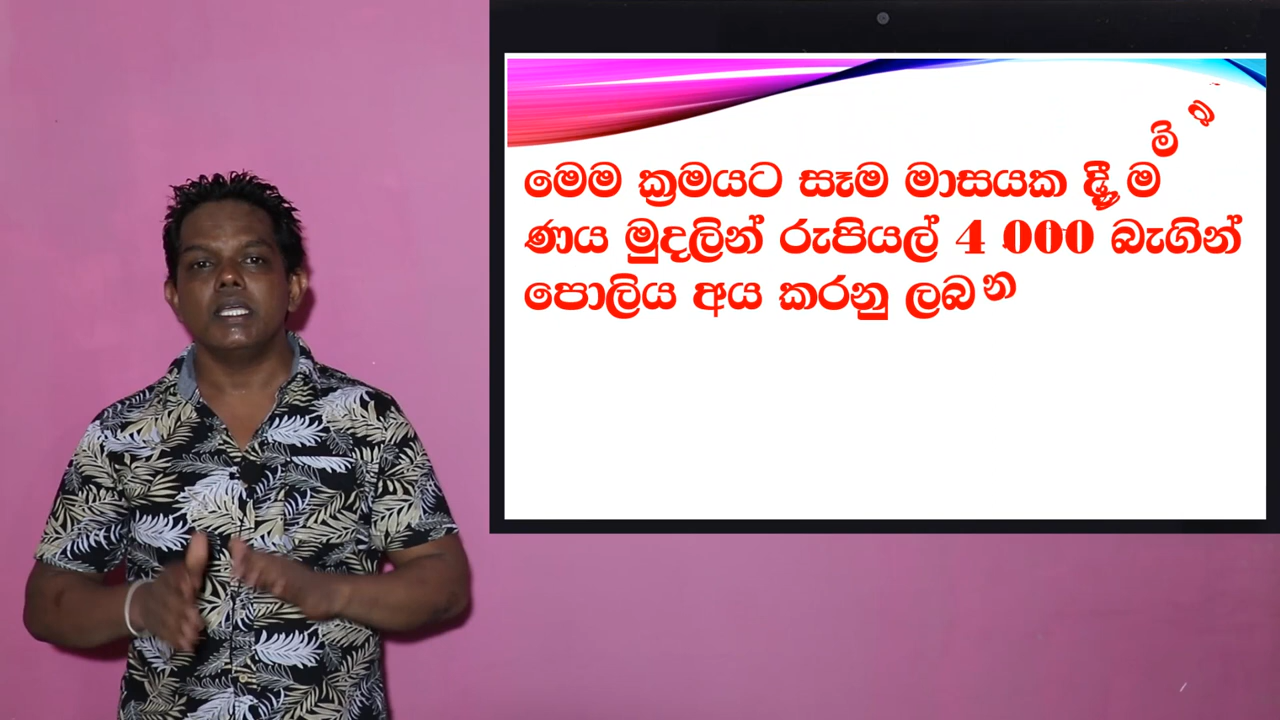 මෙම ක්‍රමයට සෑම මාසයක දී ම
ණය මුදලින් රුපියල් 4 000 බැගින්
පොලිය අය කරනු ලබන